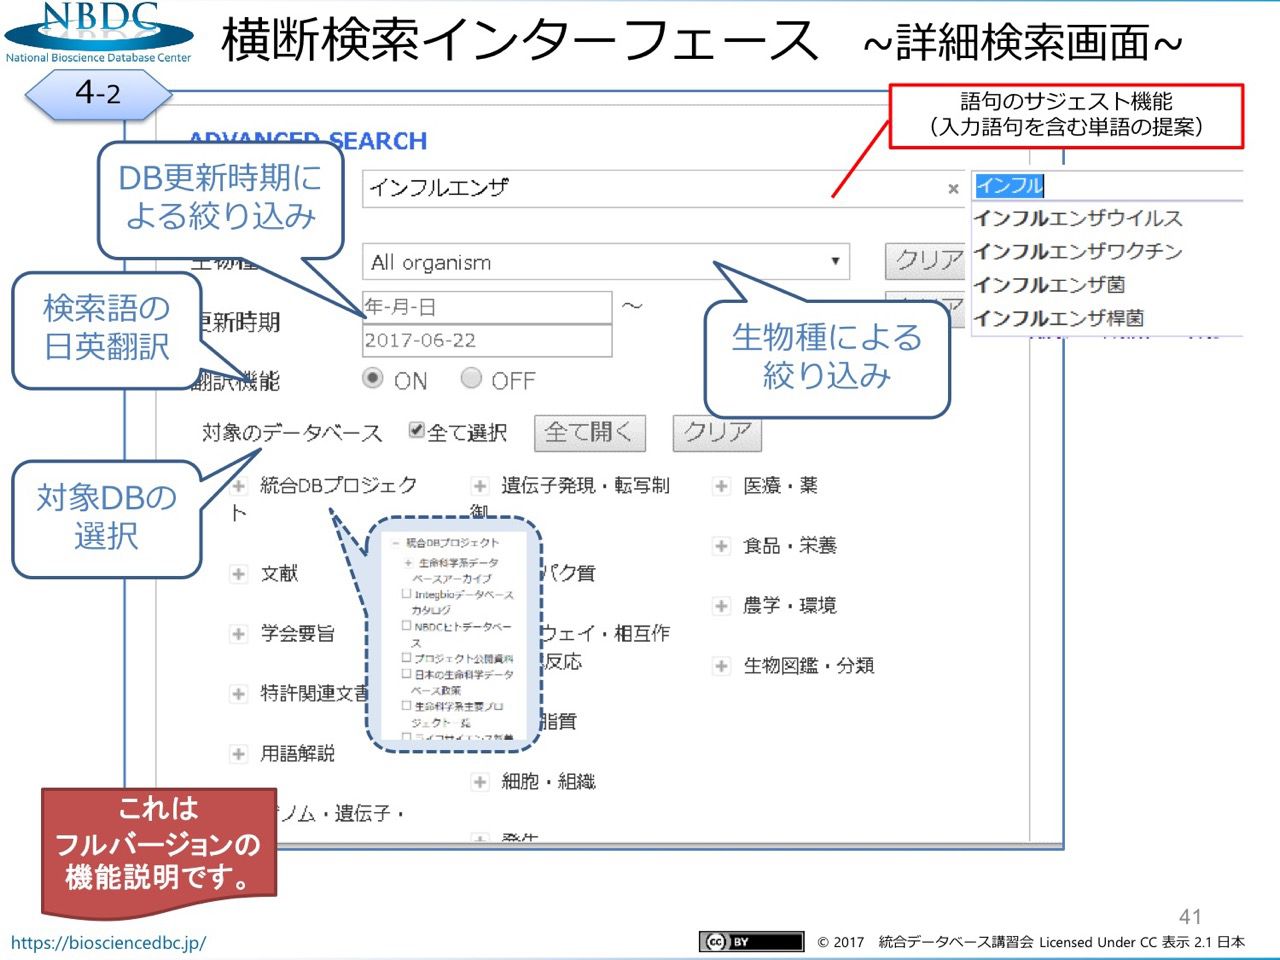 NBDC
National Bioscience Database Center
横断検索インターフェース ~詳細検索画面~
4-2
語句のサジェスト機能
（入力語句を含む単語の提案）
ADVANCED SEARCH
DB更新時期に
よる絞り込み
インフルエンザ
×
インフル
インフルエンザウイルス
インフルエンザワクチン
インフルエンザ菌
インフルエンザ桿菌
生物種
All organism
クリア
検索語の
日英翻訳
更新時期
年-月-日
～
2017-06-22
生物種による
絞り込み
翻訳機能
ON
OFF
対象のデータベース
全て選択
全て開く
クリア
対象DBの
選択
統合DBプロジェク
ト
文献
学会要旨
特許関連文書
用語解説
ノム・遺伝子・
遺伝子発現・転写制
御
パク質
ウェイ・相互作
反応
脂質
細胞・組織
発生
医療・薬
食品・栄養
農学・環境
生物図鑑・分類
統合DBプロジェクト
生命科学系データ
ベースアーカイブ
Integbioデータベース
カタログ
NBDCヒトデータベー
ス
プロジェクト公開資料
日本の生命科学データ
ベース政策
生命科学系主要プロ
ジェクト一覧
これは
フルバージョンの
機能説明です。
41
https://biosciencedbc.jp/
cc BY
© 2017 統合データベース講習会 Licensed Under CC 表示 2.1 日本